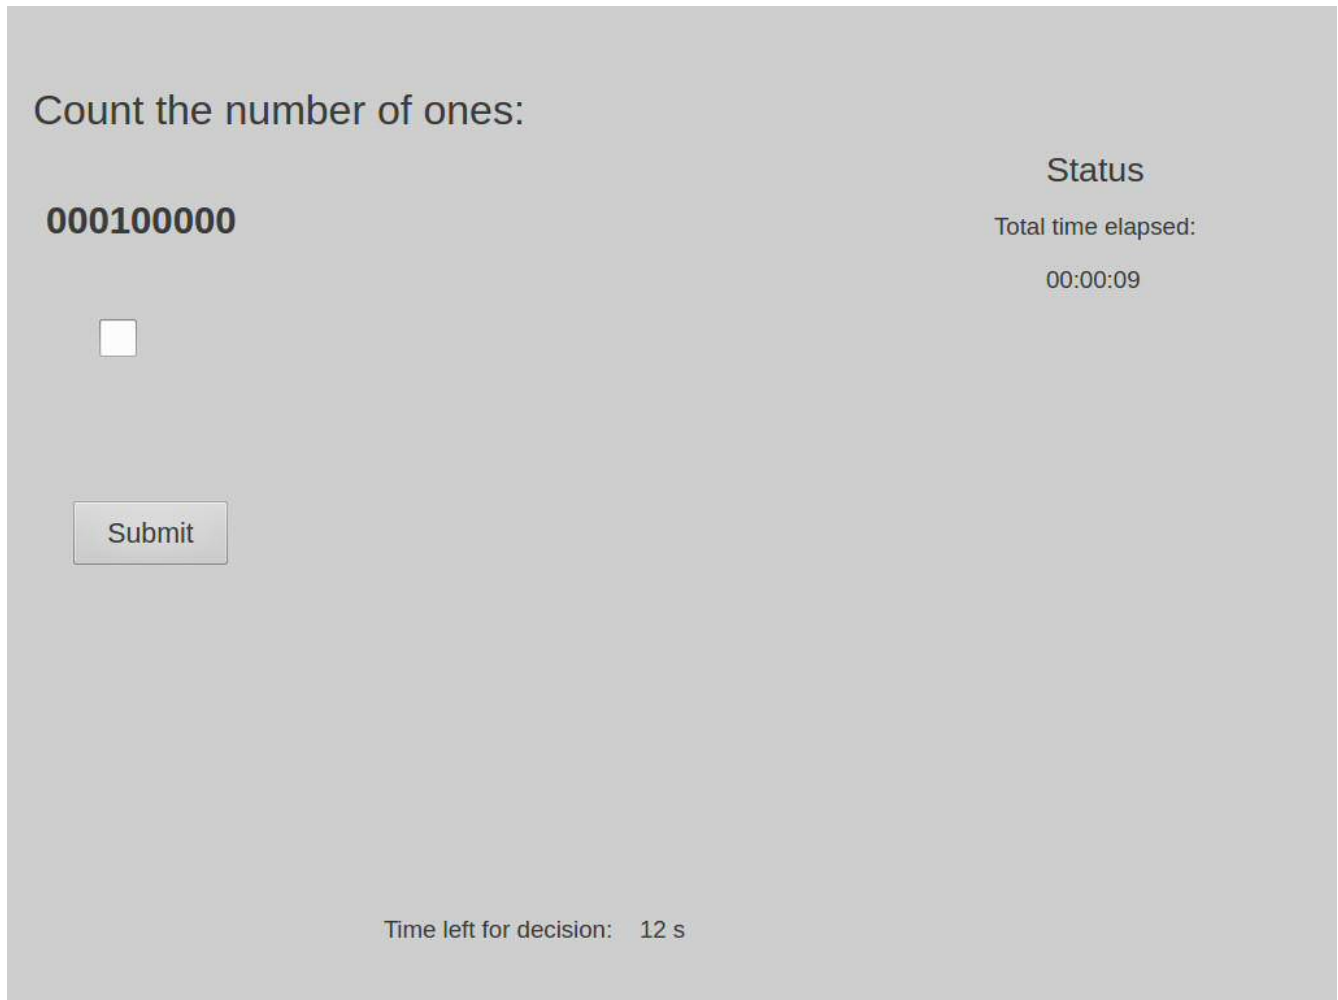 Count the number of ones:
Status
000100000
Total time elapsed:
00:00:09
Submit
Time left for decision: 12 s